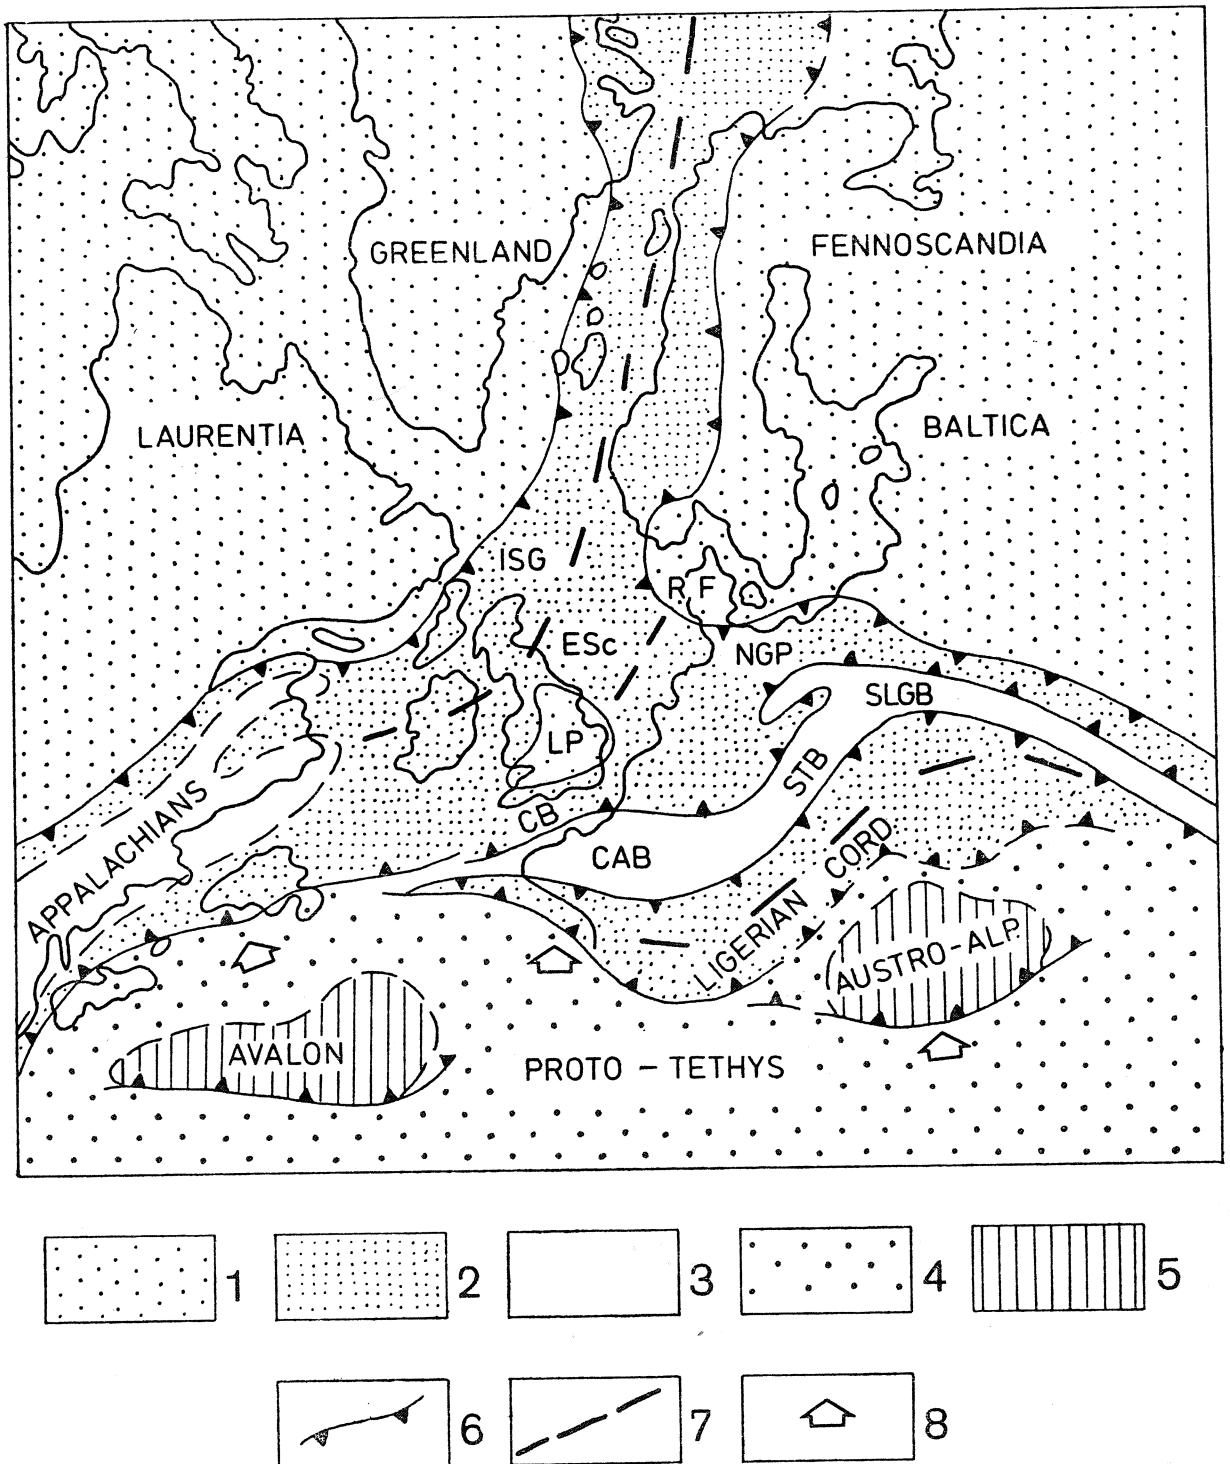 GREENLAND
FENNOSCANDIA
LAURENTIA
BALTICA
ISG
R F
ESc
NGP
SLGB
LP
STB
CB
CAB
APPALACHIANS
LIGERIAN CORD
AUSTRO-ALP
AVALON
PROTO - TETHYS
1
2
3
4
5
6
7
8